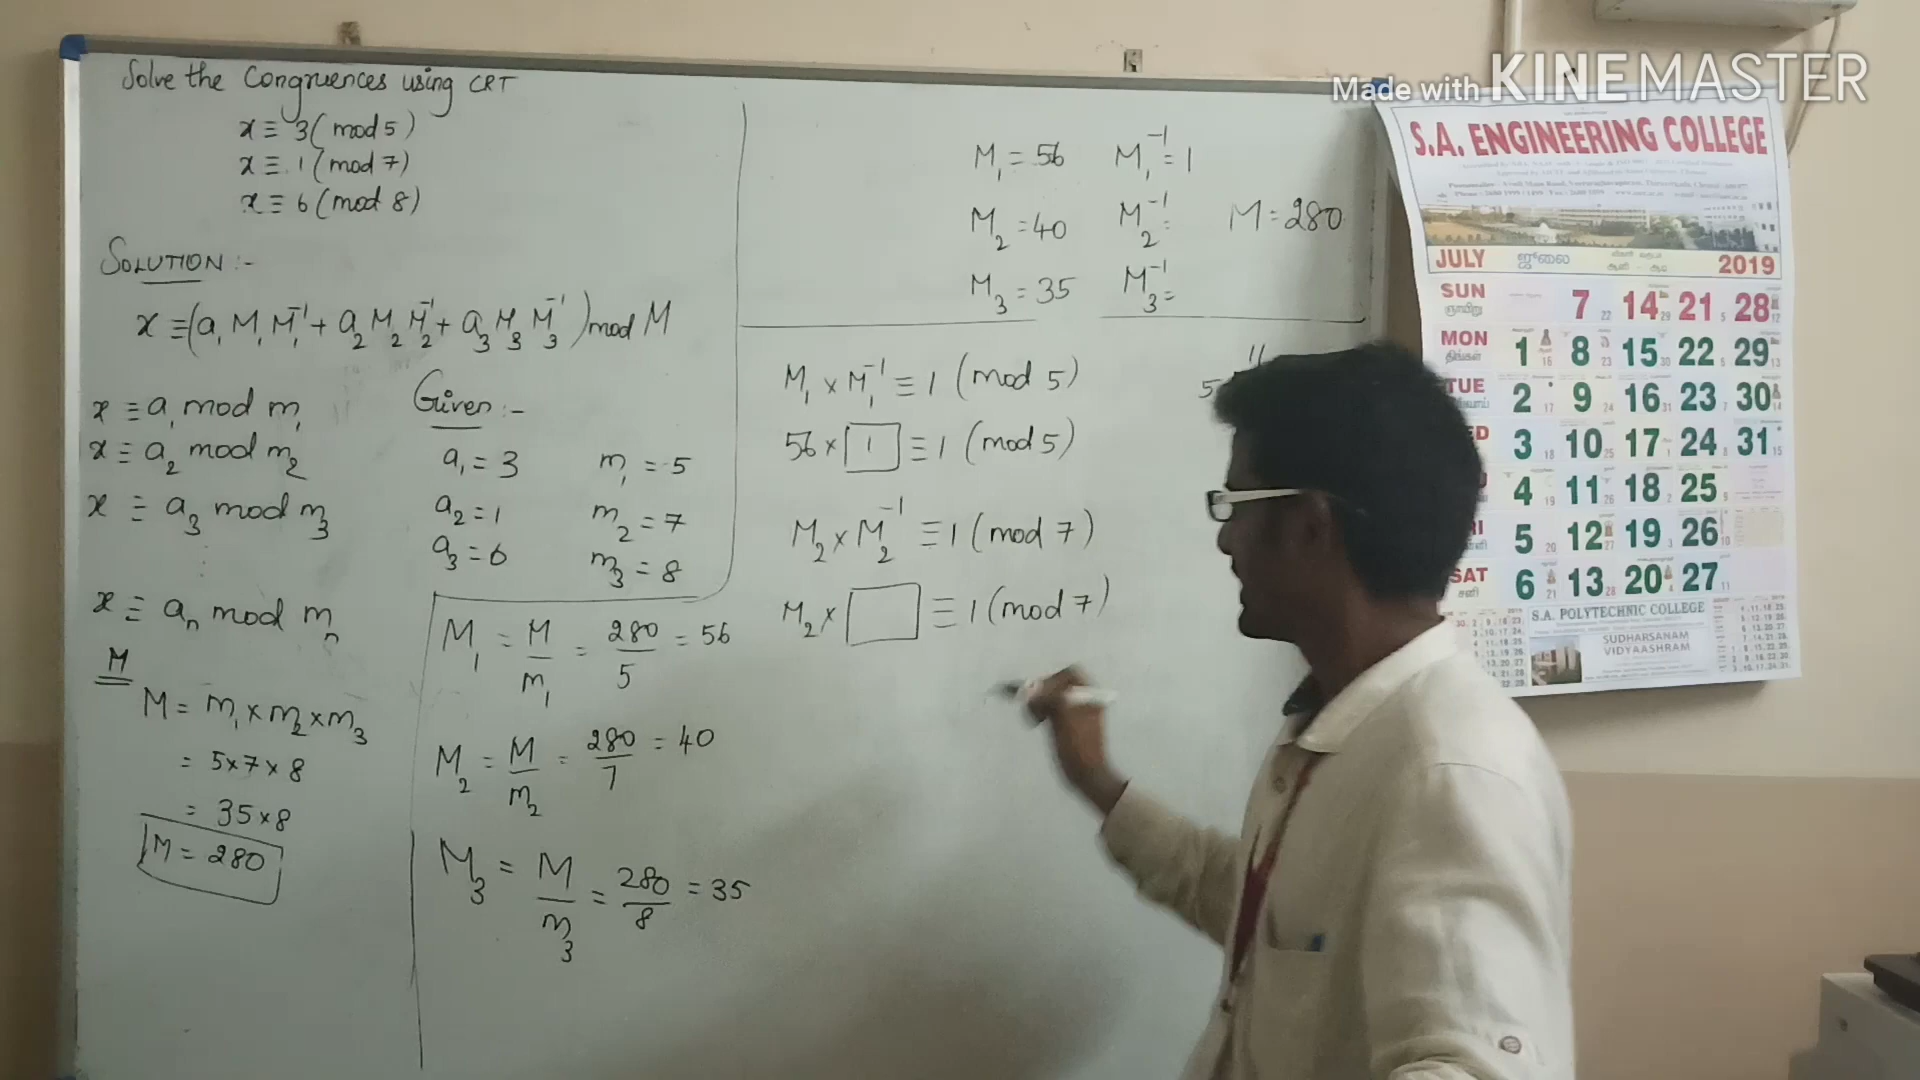 Solve the Congruences using CRT
x ≡ 3 (mod 5)
x ≡ 1 (mod 7)
x ≡ 6 (mod 8)
SOLUTION :-
x ≡ (a₁ M₁ M₁⁻¹ + a₂ M₂ M₂⁻¹ + a₃ M₃ M₃⁻¹) mod M
x ≡ a₁ mod m₁
x ≡ a₂ mod m₂
x ≡ a₃ mod m₃
x ≡ aₙ mod mₙ
Given :-
a₁ = 3 m₁ = 5
a₂ = 1 m₂ = 7
a₃ = 6 m₃ = 8
M
M = m₁ × m₂ × m₃
= 5 × 7 × 8
= 35 × 8
M = 280
M₁ = M/m₁ = 280/5 = 56
M₂ = M/m₂ = 280/7 = 40
M₃ = M/m₃ = 280/8 = 35
M₁ = 56 M₁⁻¹ = 1
M₂ = 40 M₂⁻¹ = M = 280
M₃ = 35 M₃⁻¹ =
M₁ × M₁⁻¹ ≡ 1 (mod 5)
56 × 1 ≡ 1 (mod 5)
M₂ × M₂⁻¹ ≡ 1 (mod 7)
M₂ × ≡ 1 (mod 7)
11
5
Made with KINEMASTER
S.A. ENGINEERING COLLEGE
JULY ஜூலை 2019
SUN 7 14 21 28
MON 1 8 15 22 29
TUE 2 9 16 23 30
ED 3 10 17 24 31
4 11 18 25
RI 5 12 19 26
SAT 6 13 20 27
S.A. POLYTECHNIC COLLEGE
SUDHARSANAM
VIDYAASHRAM